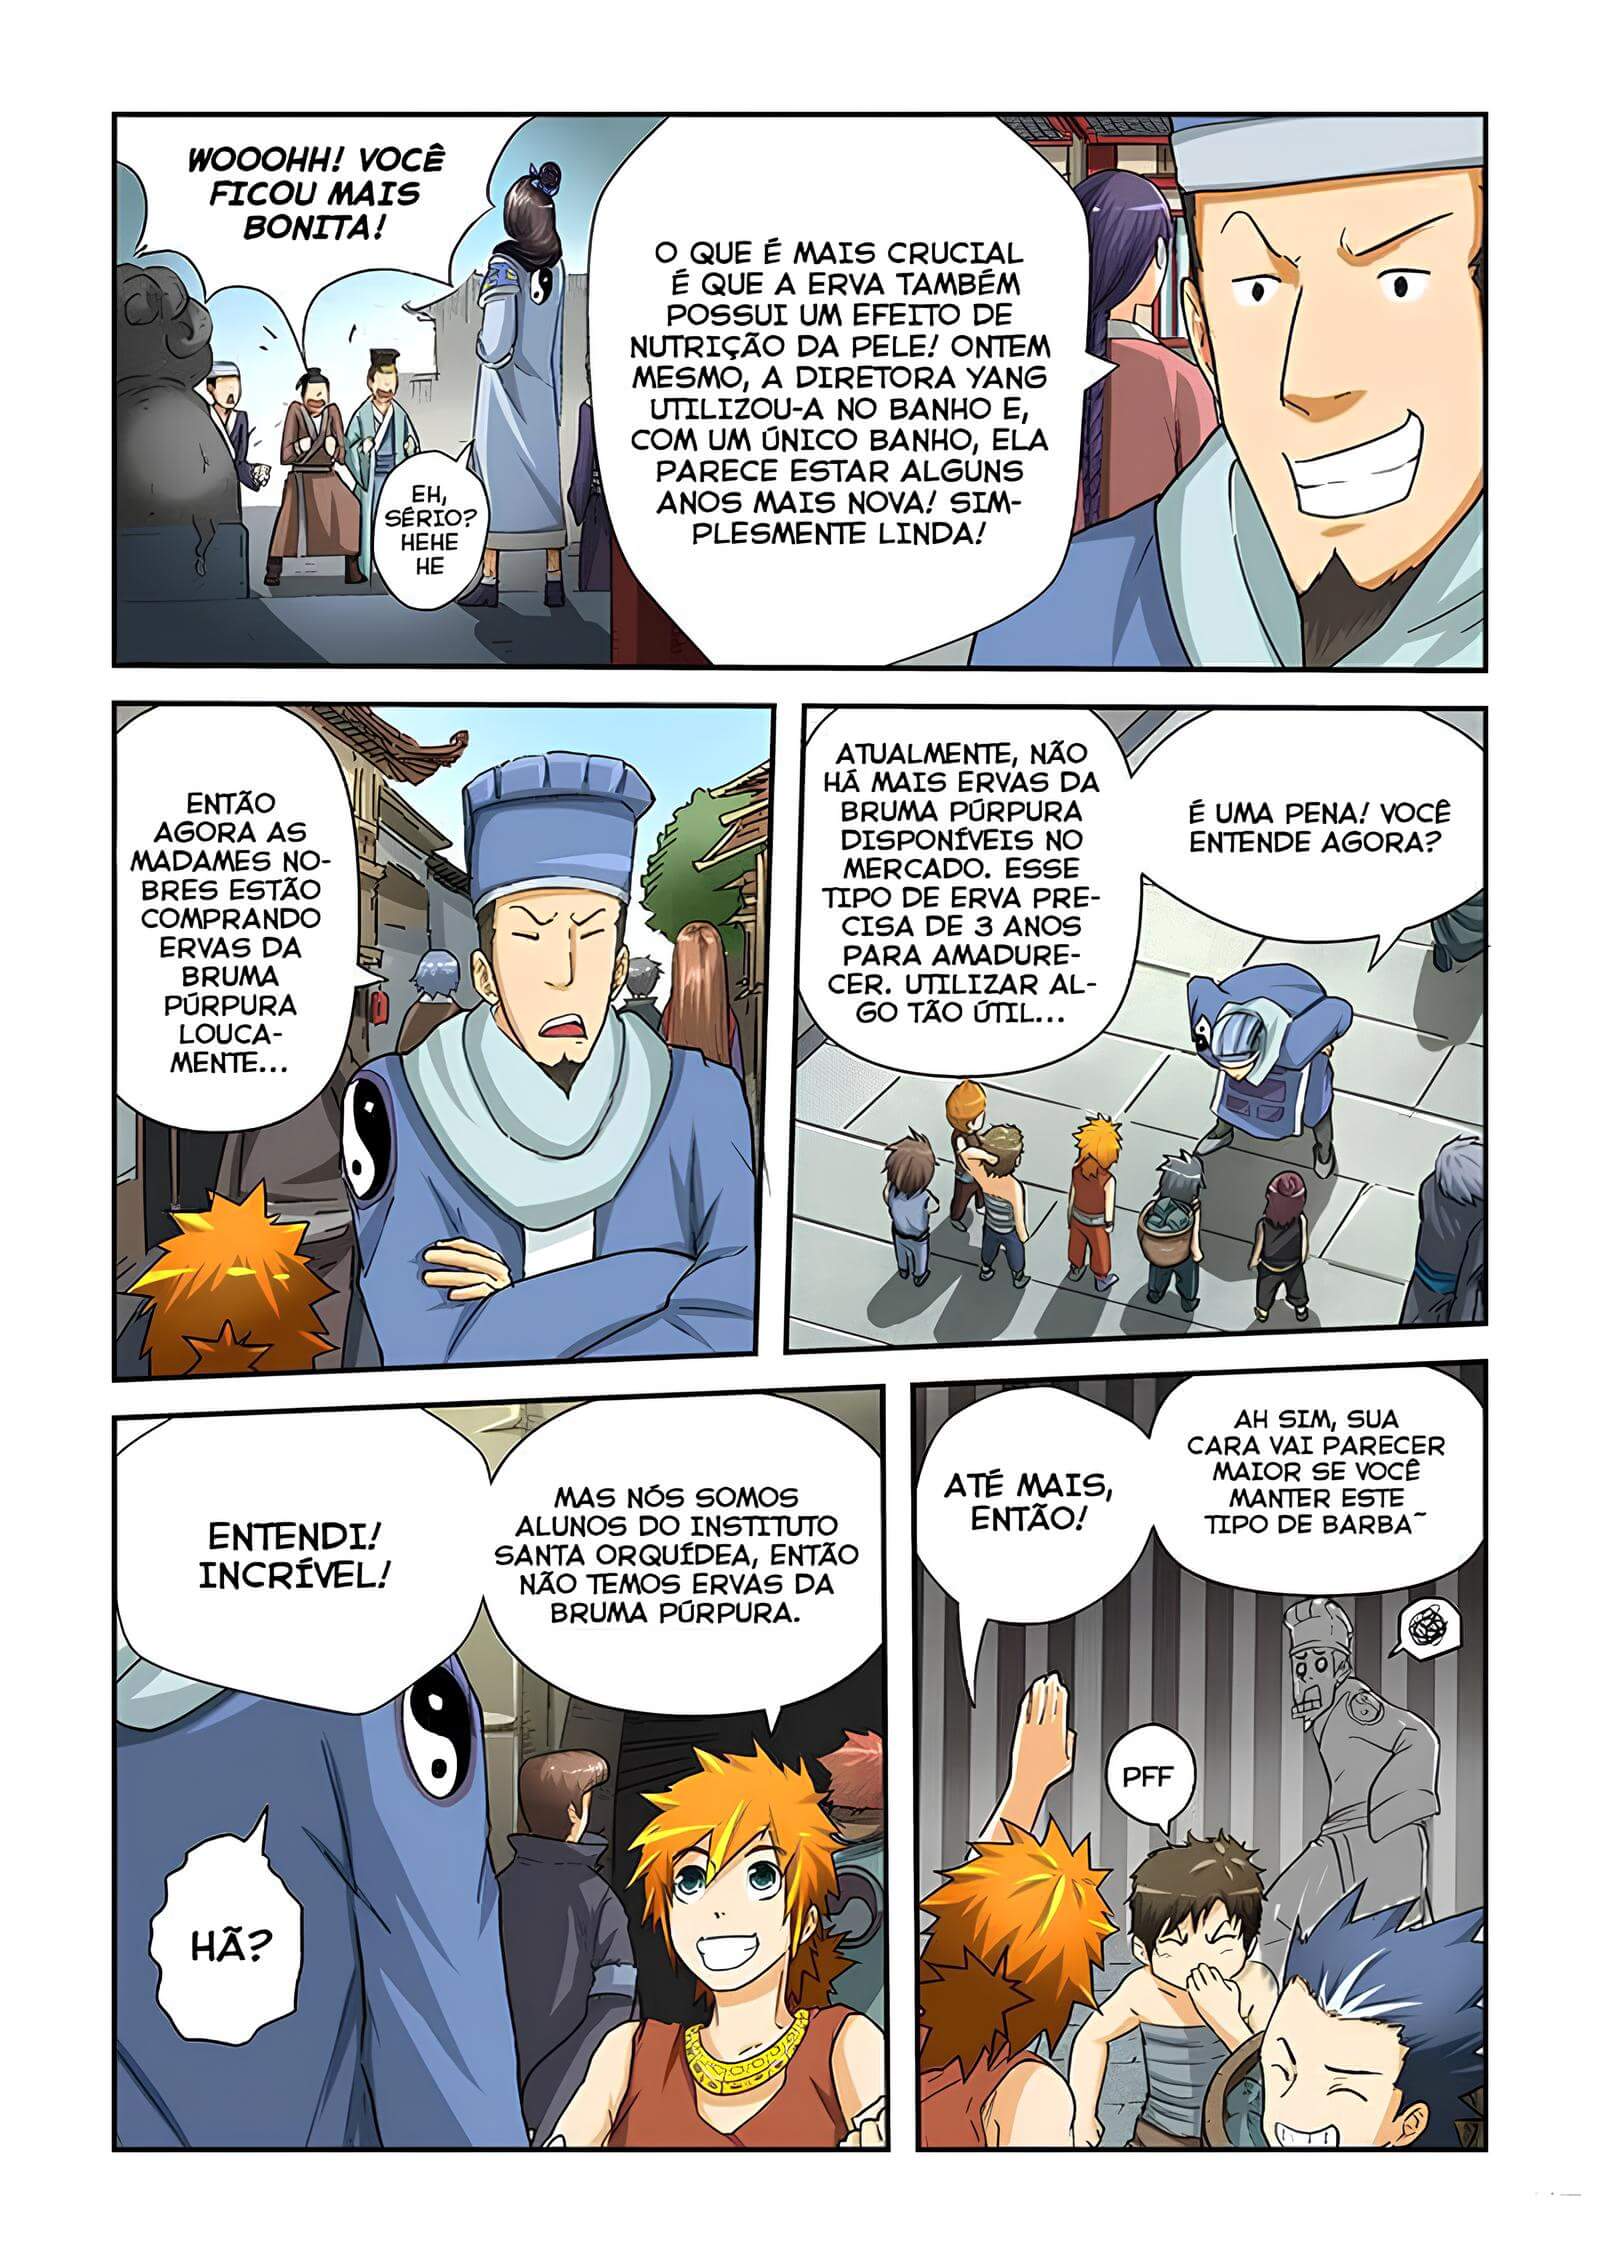 WOOOHH! VOCÊ
FICOU MAIS
BONITA!
EH,
SÉRIO?
HEHE
HE
O QUE É MAIS CRUCIAL
É QUE A ERVA TAMBÉM
POSSUI UM EFEITO DE
NUTRIÇÃO DA PELE! ONTEM
MESMO, A DIRETORA YANG
UTILIZOU-A NO BANHO E,
COM UM ÚNICO BANHO, ELA
PARECE ESTAR ALGUNS
ANOS MAIS NOVA! SIM-
PLESMENTE LINDA!
ENTÃO
AGORA AS
MADAMES NO-
BRES ESTÃO
COMPRANDO
ERVAS DA
BRUMA
PÚRPURA
LOUCA-
MENTE...
ATUALMENTE, NÃO
HÁ MAIS ERVAS DA
BRUMA PÚRPURA
DISPONÍVEIS NO
MERCADO. ESSE
TIPO DE ERVA PRE-
CISA DE 3 ANOS
PARA AMADURE-
CER. UTILIZAR AL-
GO TÃO ÚTIL...
É UMA PENA! VOCÊ
ENTENDE AGORA?
ENTENDI!
INCRÍVEL!
MAS NÓS SOMOS
ALUNOS DO INSTITUTO
SANTA ORQUÍDEA, ENTÃO
NÃO TEMOS ERVAS DA
BRUMA PÚRPURA.
HÃ?
ATÉ MAIS,
ENTÃO!
AH SIM, SUA
CARA VAI PARECER
MAIOR SE VOCÊ
MANTER ESTE
TIPO DE BARBA~
PFF